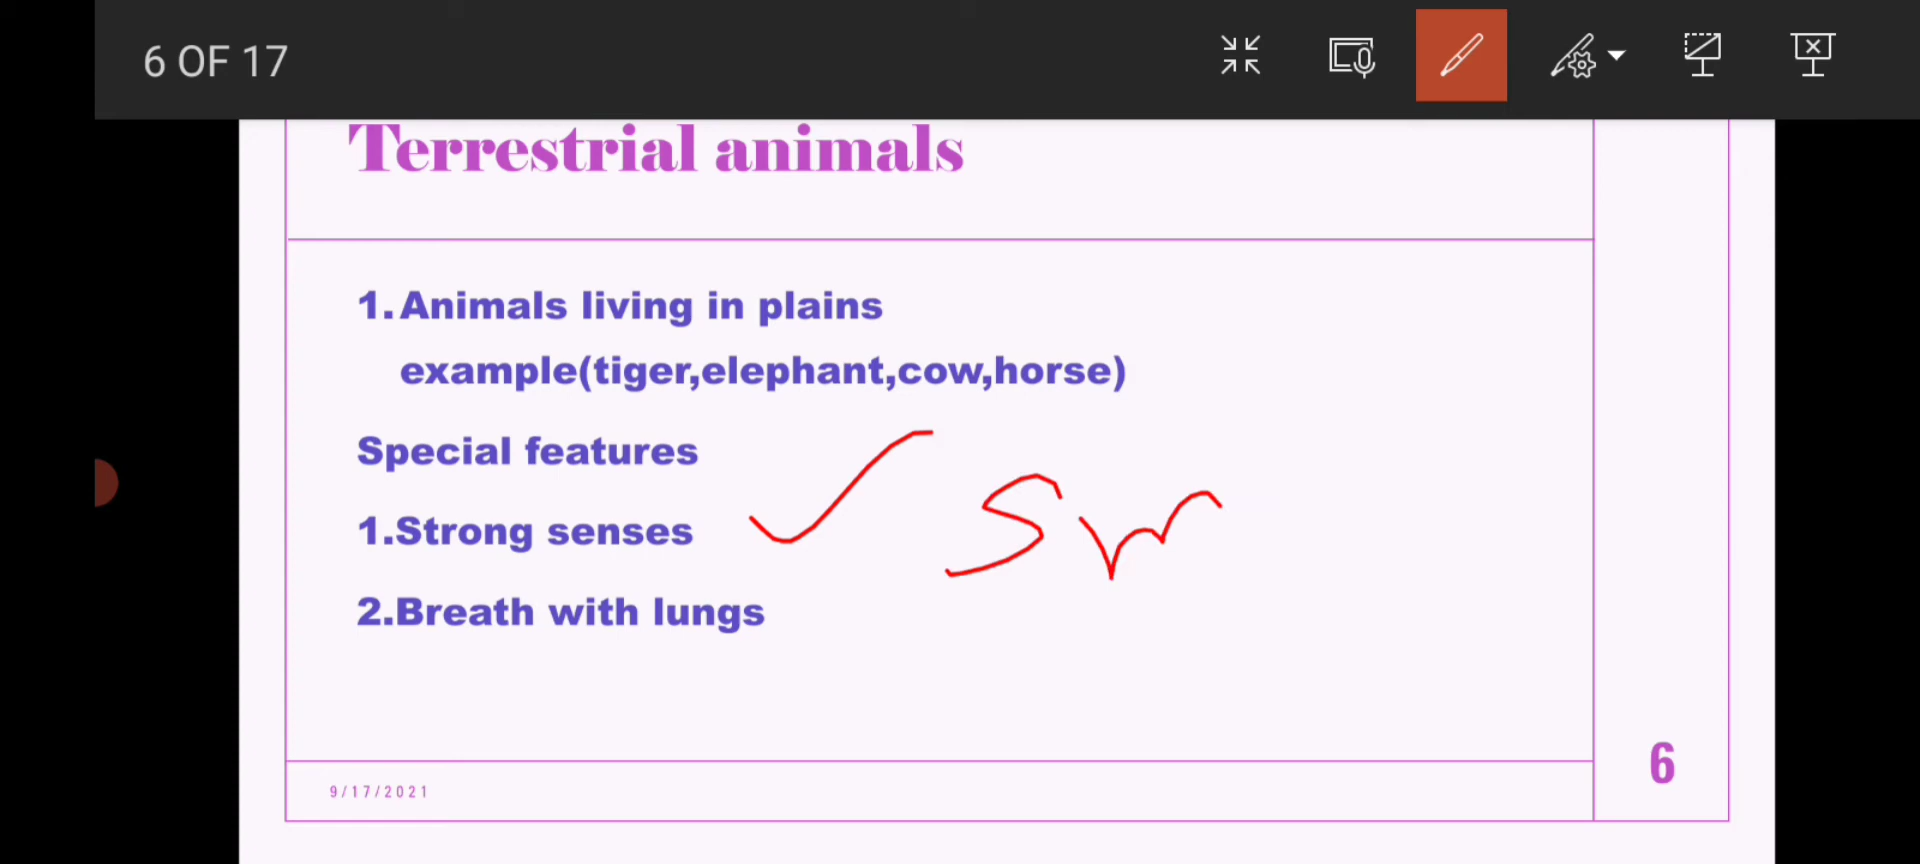 6 OF 17
Terrestrial animals
1. Animals living in plains
example(tiger,elephant,cow,horse)
Special features
1.Strong senses
2.Breath with lungs
9/17/2021
6